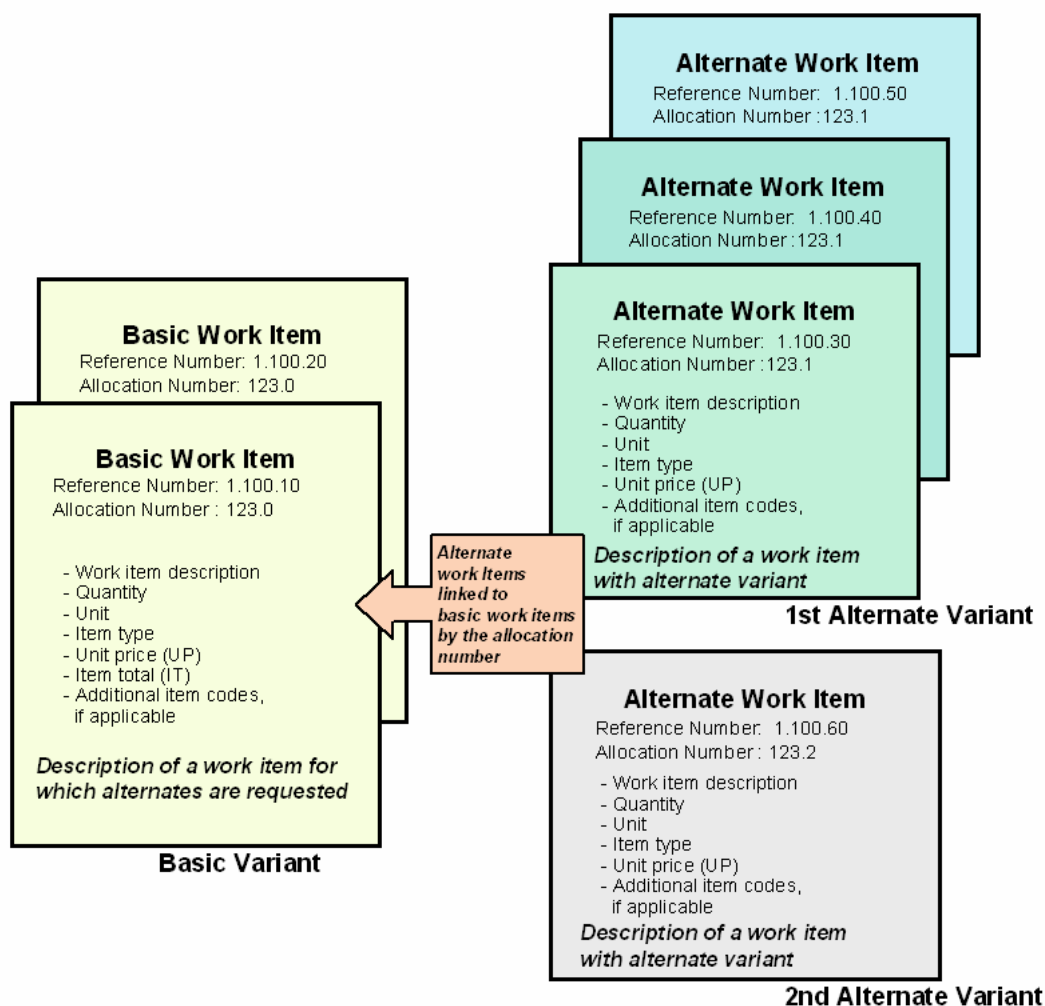 Alternate Work Item
Reference Number: 1.100.50
Allocation Number :123.1
Alternate Work Item
Reference Number: 1.100.40
Allocation Number :123.1
Alternate Work Item
Reference Number: 1.100.30
Allocation Number :123.1
- Work item description
- Quantity
- Unit
- Item type
- Unit price (UP)
- Additional item codes,
if applicable
Description of a work item
with alternate variant
1st Alternate Variant
Basic Work Item
Reference Number: 1.100.20
Allocation Number: 123.0
Basic Work Item
Reference Number: 1.100.10
Allocation Number : 123.0
- Work item description
- Quantity
- Unit
- Item type
- Unit price (UP)
- Item total (IT)
- Additional item codes,
if applicable
Description of a work item for
which alternates are requested
Basic Variant
Alternate
work Items
linked to
basic work items
by the allocation
number
Alternate Work Item
Reference Number: 1.100.60
Allocation Number : 123.2
- Work item description
- Quantity
- Unit
- Item type
- Unit price (UP)
- Additional item codes,
if applicable
Description of a work item
with alternate variant
2nd Alternate Variant